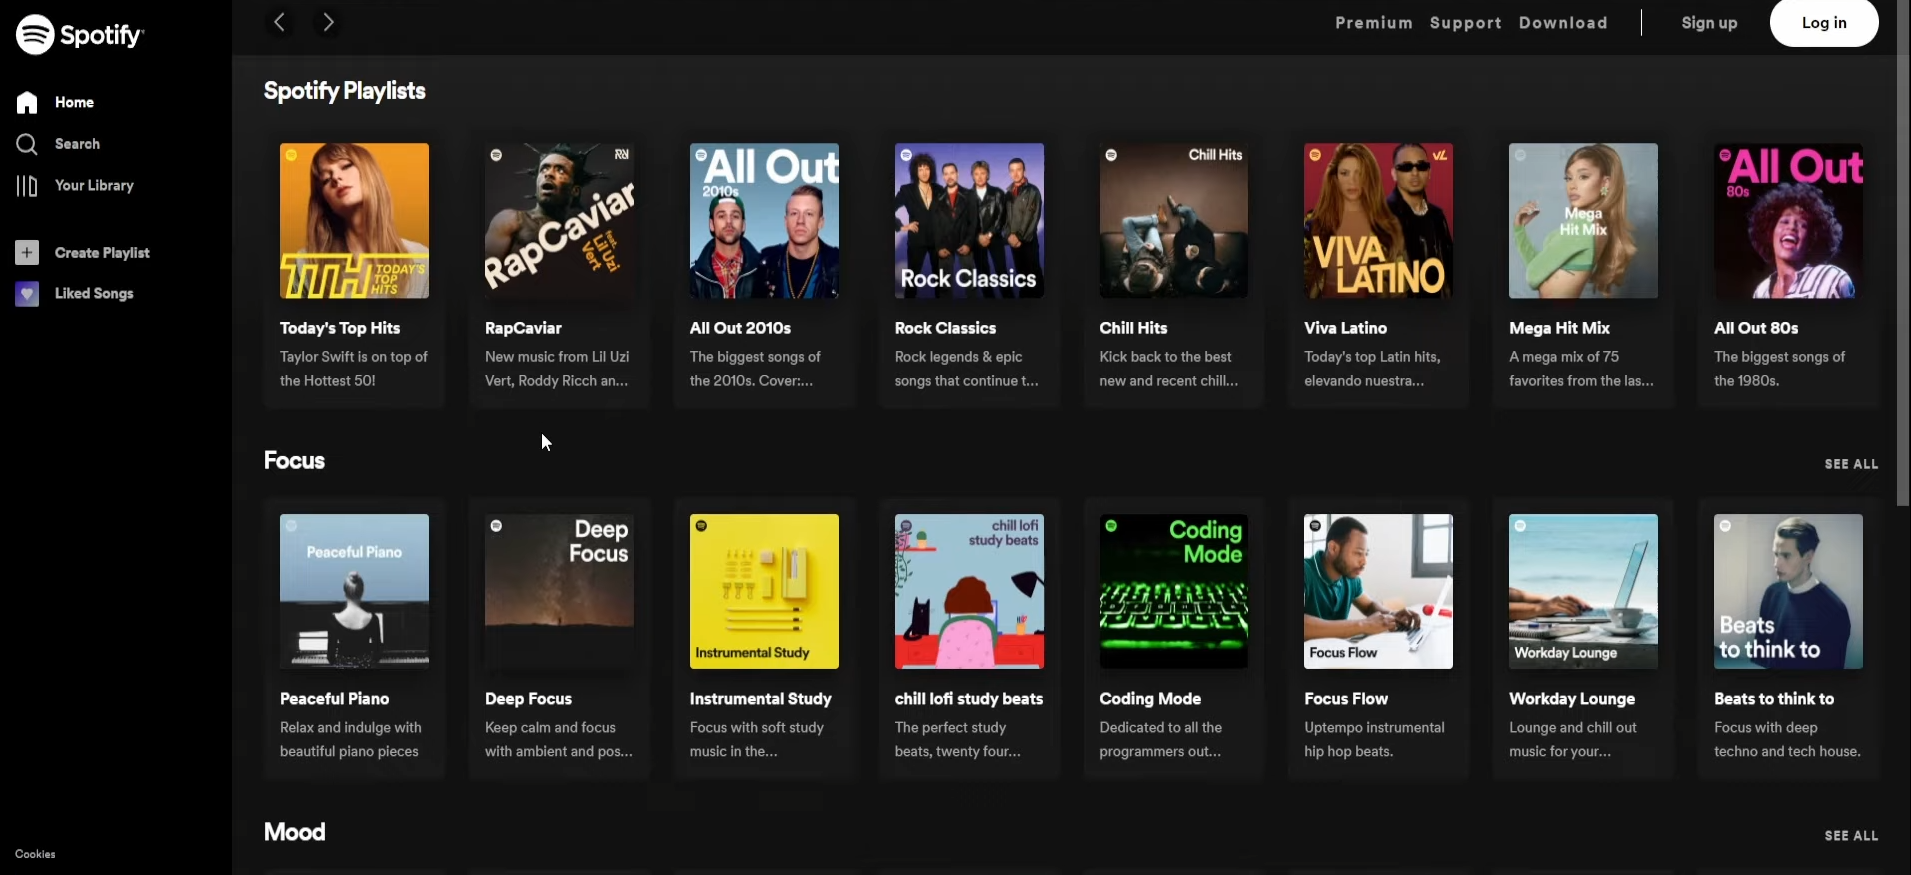 Spotify
Premium Support Download Sign up Log in
Home
Search
Your Library
Create Playlist
Liked Songs
Cookies
Spotify Playlists
TTH TODAY'S TOP HITS
Today's Top Hits
Taylor Swift is on top of
the Hottest 50!
RapCaviar
feat. Lil Uzi Vert
RapCaviar
New music from Lil Uzi
Vert, Roddy Ricch an...
All Out
2010s
All Out 2010s
The biggest songs of
the 2010s. Cover:...
Rock Classics
Rock Classics
Rock legends & epic
songs that continue t...
Chill Hits
Chill Hits
Kick back to the best
new and recent chill...
VL
VIVA
LATINO
Viva Latino
Today's top Latin hits,
elevando nuestra...
Mega
Hit Mix
Mega Hit Mix
A mega mix of 75
favorites from the las...
All Out
80s
All Out 80s
The biggest songs of
the 1980s.
Focus
SEE ALL
Peaceful Piano
Peaceful Piano
Relax and indulge with
beautiful piano pieces
Deep
Focus
Deep Focus
Keep calm and focus
with ambient and pos...
Instrumental Study
Instrumental Study
Focus with soft study
music in the...
chill lofi
study beats
chill lofi study beats
The perfect study
beats, twenty four...
Coding
Mode
Coding Mode
Dedicated to all the
programmers out...
Focus Flow
Focus Flow
Uptempo instrumental
hip hop beats.
Workday Lounge
Workday Lounge
Lounge and chill out
music for your...
Beats
to think to
Beats to think to
Focus with deep
techno and tech house.
Mood
SEE ALL